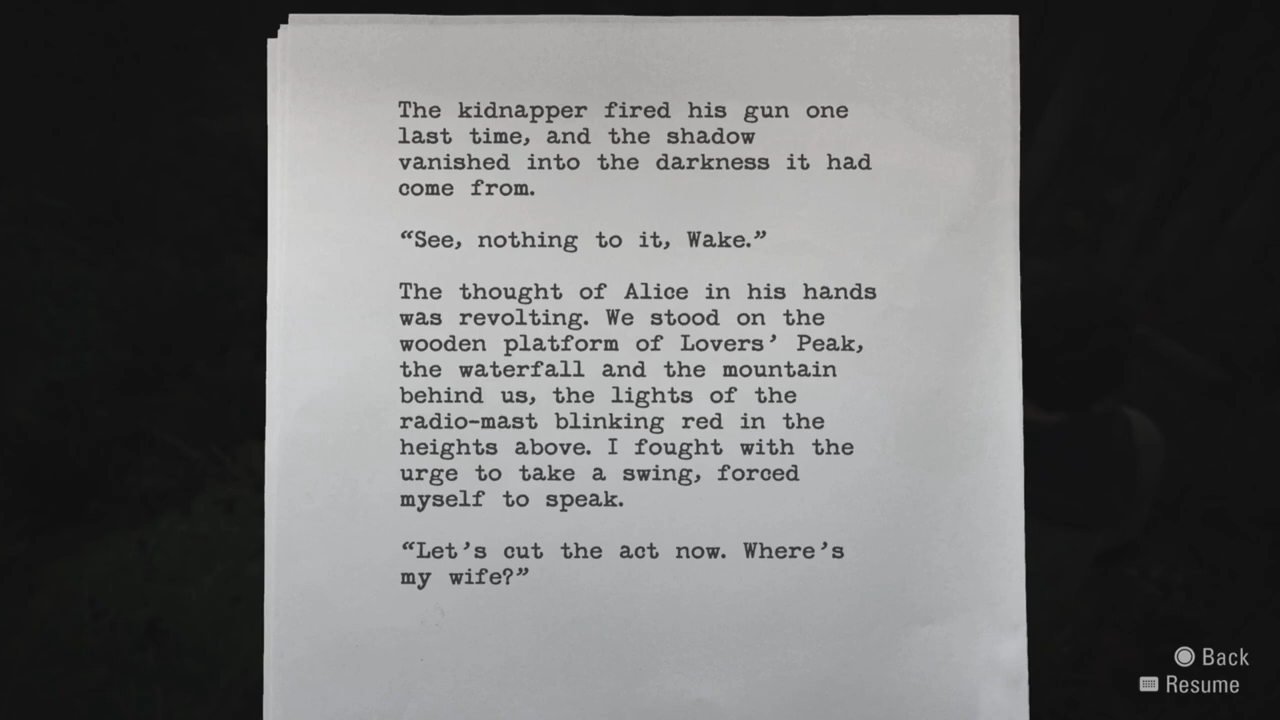 The kidnapper fired his gun one
last time, and the shadow
vanished into the darkness it had
come from.
“See, nothing to it, Wake.”
The thought of Alice in his hands
was revolting. We stood on the
wooden platform of Lovers’ Peak,
the waterfall and the mountain
behind us, the lights of the
radio-mast blinking red in the
heights above. I fought with the
urge to take a swing, forced
myself to speak.
“Let’s cut the act now. Where’s
my wife?”
Back
Resume